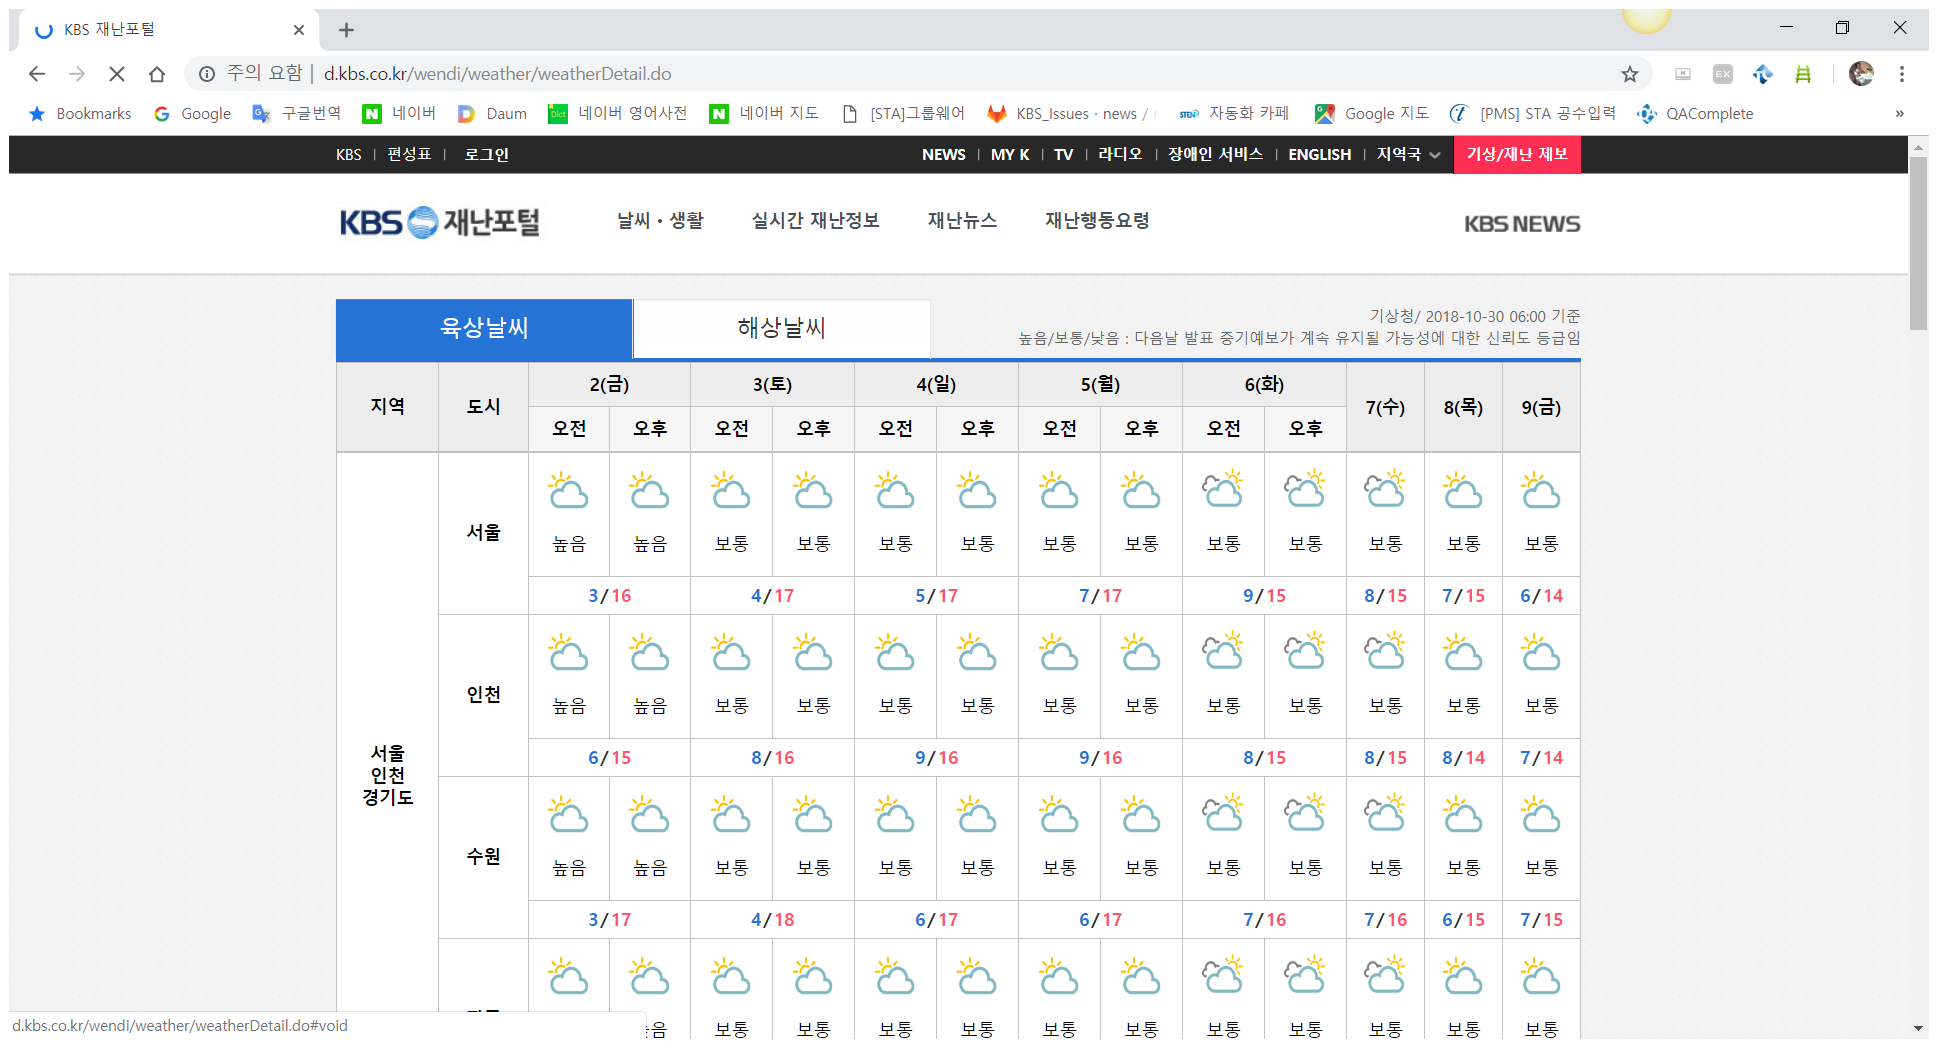 KBS 재난포털
주의 요함 | d.kbs.co.kr/wendi/weather/weatherDetail.do
EX
Bookmarks Google 구글번역 네이버 Daum 네이버 영어사전 네이버 지도 [STA]그룹웨어 KBS_Issues · news / 자동화 카페 Google 지도 [PMS] STA 공수입력 QAComplete »
KBS | 편성표 | 로그인 NEWS | MY K | TV | 라디오 | 장애인 서비스 | ENGLISH | 지역국 기상/재난 제보
KBS 재난포털 날씨 • 생활 실시간 재난정보 재난뉴스 재난행동요령 KBS NEWS
육상날씨 해상날씨
기상청/ 2018-10-30 06:00 기준
높음/보통/낮음 : 다음날 발표 중기예보가 계속 유지될 가능성에 대한 신뢰도 등급임
지역 도시 2(금) 3(토) 4(일) 5(월) 6(화) 7(수) 8(목) 9(금)
오전 오후 오전 오후 오전 오후 오전 오후 오전 오후
서울 높음 높음 보통 보통 보통 보통 보통 보통 보통 보통 보통 보통 보통
3/16 4/17 5/17 7/17 9/15 8/15 7/15 6/14
인천 높음 높음 보통 보통 보통 보통 보통 보통 보통 보통 보통 보통 보통
6/15 8/16 9/16 9/16 8/15 8/15 8/14 7/14
서울
인천
경기도
수원 높음 높음 보통 보통 보통 보통 보통 보통 보통 보통 보통 보통 보통
3/17 4/18 6/17 6/17 7/16 7/16 6/15 7/15
보통 보통 보통 보통 보통 보통 보통 보통 보통 보통 보통
d.kbs.co.kr/wendi/weather/weatherDetail.do#void